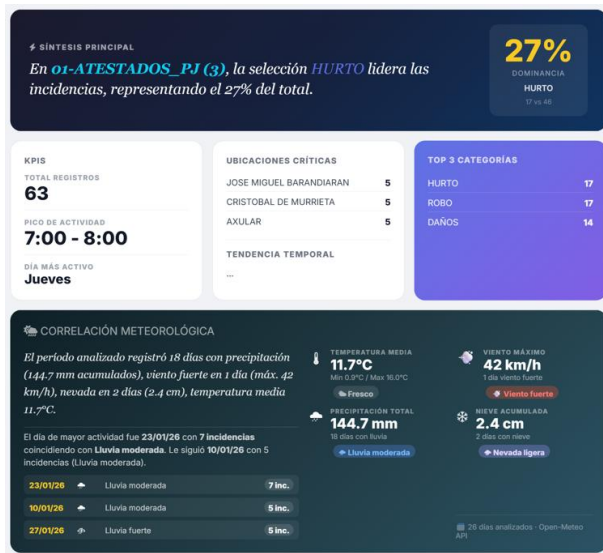 SÍNTESIS PRINCIPAL
En 01-ATESTADOS_PJ (3), la selección HURTO lidera las
incidencias, representando el 27% del total.
27%
DOMINANCIA
HURTO
17 vs 46
KPIS
TOTAL REGISTROS
63
PICO DE ACTIVIDAD
7:00 - 8:00
DÍA MÁS ACTIVO
Jueves
UBICACIONES CRÍTICAS
JOSE MIGUEL BARANDIARAN 5
CRISTOBAL DE MURRIETA 5
AXULAR 5
TENDENCIA TEMPORAL
...
TOP 3 CATEGORÍAS
HURTO 17
ROBO 17
DAÑOS 14
CORRELACIÓN METEOROLÓGICA
El período analizado registró 18 días con precipitación
(144.7 mm acumulados), viento fuerte en 1 día (máx. 42
km/h), nevada en 2 días (2.4 cm), temperatura media
11.7°C.
El día de mayor actividad fue 23/01/26 con 7 incidencias
coincidiendo con Lluvia moderada. Le siguió 10/01/26 con 5
incidencias (Lluvia moderada).
23/01/26 Lluvia moderada 7 inc.
10/01/26 Lluvia moderada 5 inc.
27/01/26 Lluvia fuerte 5 inc.
TEMPERATURA MEDIA
11.7°C
Min 0.9°C / Max 16.0°C
Fresco
VIENTO MÁXIMO
42 km/h
1 día viento fuerte
Viento fuerte
PRECIPITACIÓN TOTAL
144.7 mm
18 días con lluvia
Lluvia moderada
NIEVE ACUMULADA
2.4 cm
2 días con nieve
Nevada ligera
26 días analizados · Open-Meteo
API